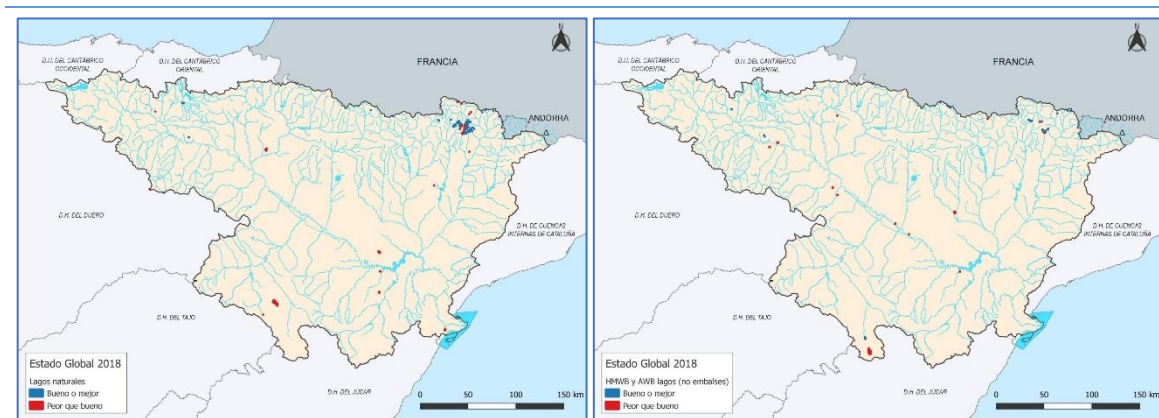 N
FRANCIA
D.H. DEL CANTÁBRICO
OCCIDENTAL
D.H. DEL CANTÁBRICO
ORIENTAL
ANDORRA
D.H. DEL DUERO
D.H. DE CUENCAS
INTERNAS DE CATALUÑA
D.H. DEL TAJO
D.H. DEL JÚCAR
Estado Global 2018
Lagos naturales
Bueno o mejor
Peor que bueno
0 50 100 150 km
N
FRANCIA
D.H. DEL CANTÁBRICO
OCCIDENTAL
D.H. DEL CANTÁBRICO
ORIENTAL
ANDORRA
D.H. DEL DUERO
D.H. DE CUENCAS
INTERNAS DE CATALUÑA
D.H. DEL TAJO
D.H. DEL JÚCAR
Estado Global 2018
HMWB y AWB lagos (no embalses)
Bueno o mejor
Peor que bueno
0 50 100 150 km